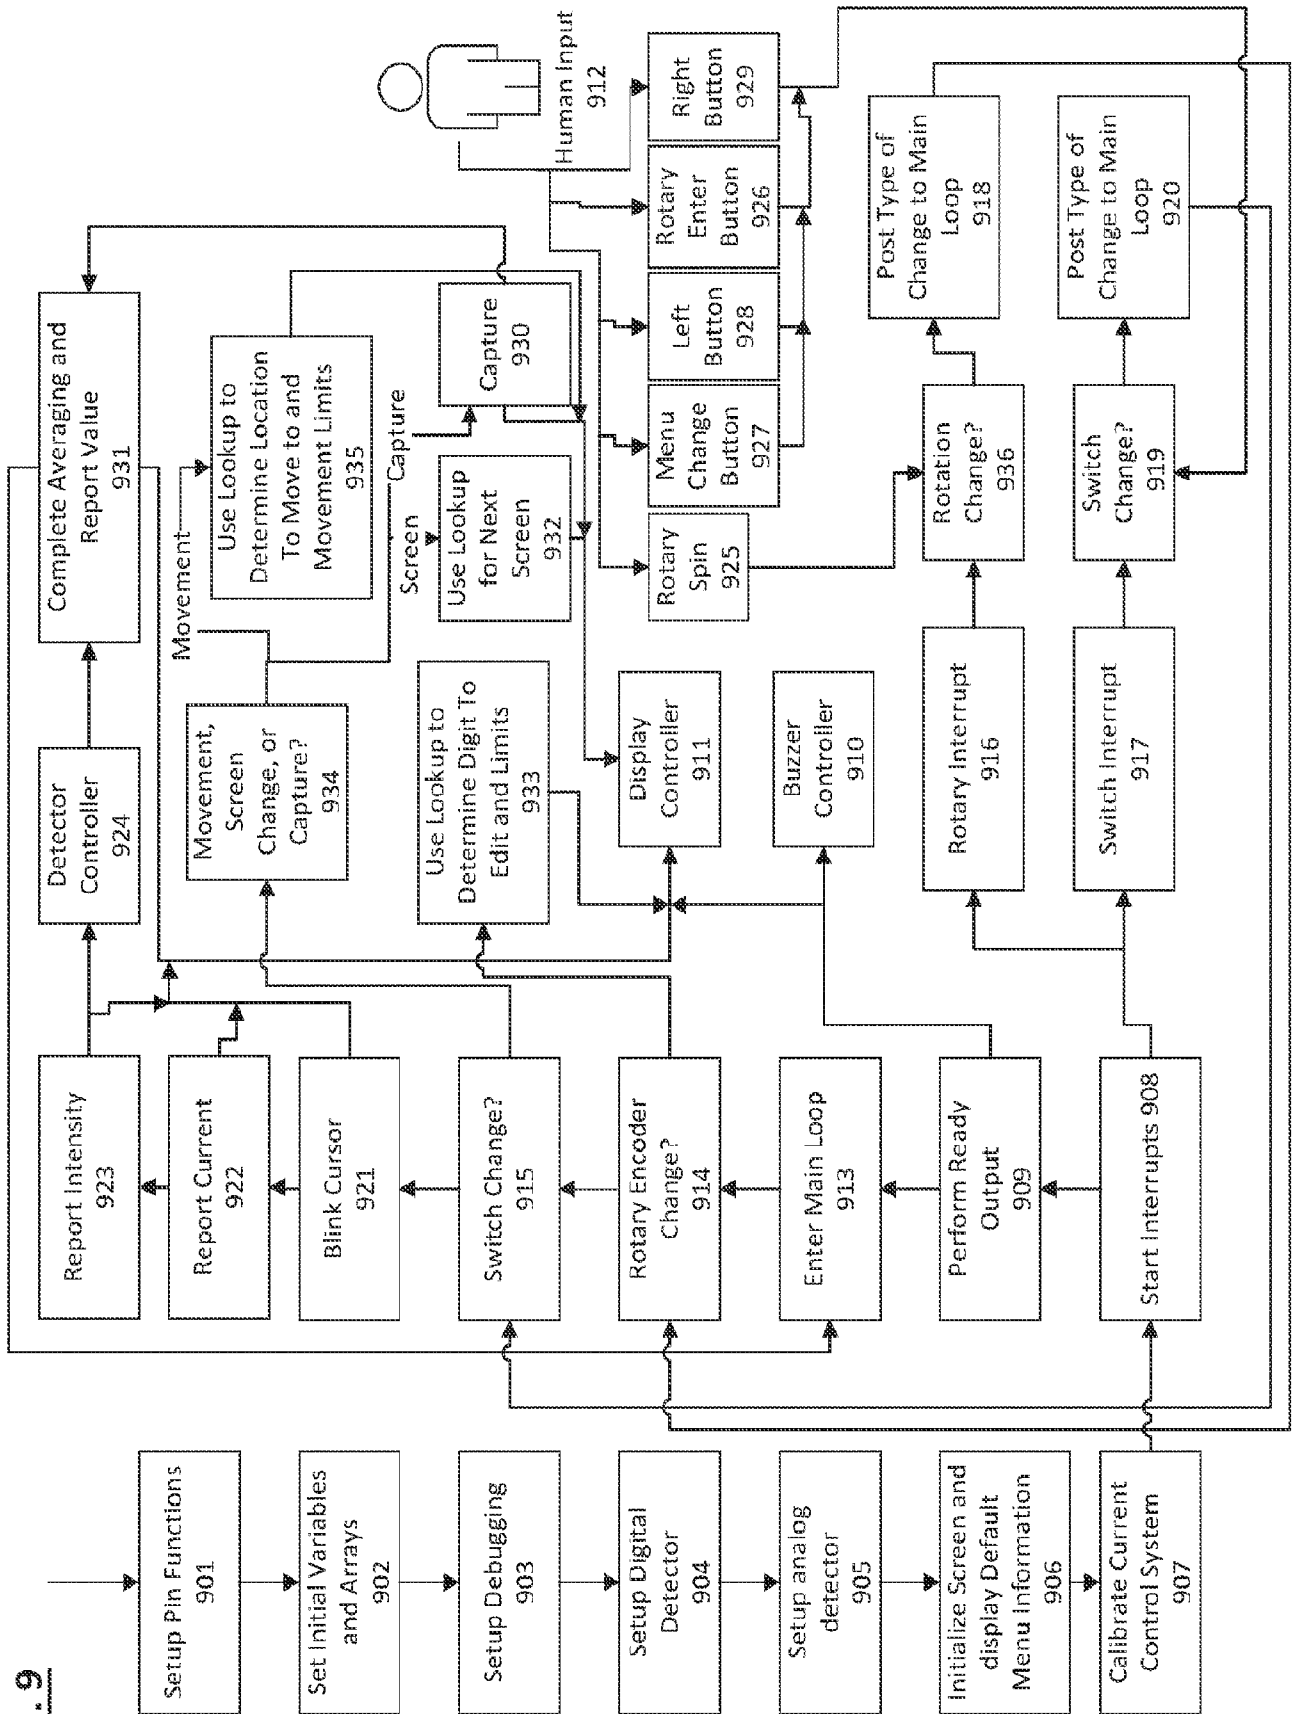 . 9
Setup Pin Functions
901
Set Initial Variables
and Arrays
902
Setup Debugging
903
Setup Digital
Detector
904
Setup analog
detector
905
Initialize Screen and
display Default
Menu Information
906
Calibrate Current
Control System
907
Report Intensity
923
Report Current
922
Blink Cursor
921
Switch Change?
915
Rotary Encoder
Change?
914
Enter Main Loop
913
Perform Ready
Output
909
Start Interrupts 908
Detector
Controller
924
Movement,
Screen
Change, or
Capture?
934
Use Lookup to
Determine Digit To
Edit and Limits
933
Display
Controller
911
Buzzer
Controller
910
Rotary Interrupt
916
Switch Interrupt
917
Complete Averaging and
Report Value
931
Movement
Use Lookup to
Determine Location
To Move to and
Movement Limits
935
Screen
Capture
Use Lookup
for Next
Screen
932
Capture
930
Rotary
Spin
925
Menu
Change
Button
927
Left
Button
928
Rotary
Enter
Button
926
Right
Button
929
Human Input
912
Rotation
Change?
936
Switch
Change?
919
Post Type of
Change to Main
Loop
918
Post Type of
Change to Main
Loop
920